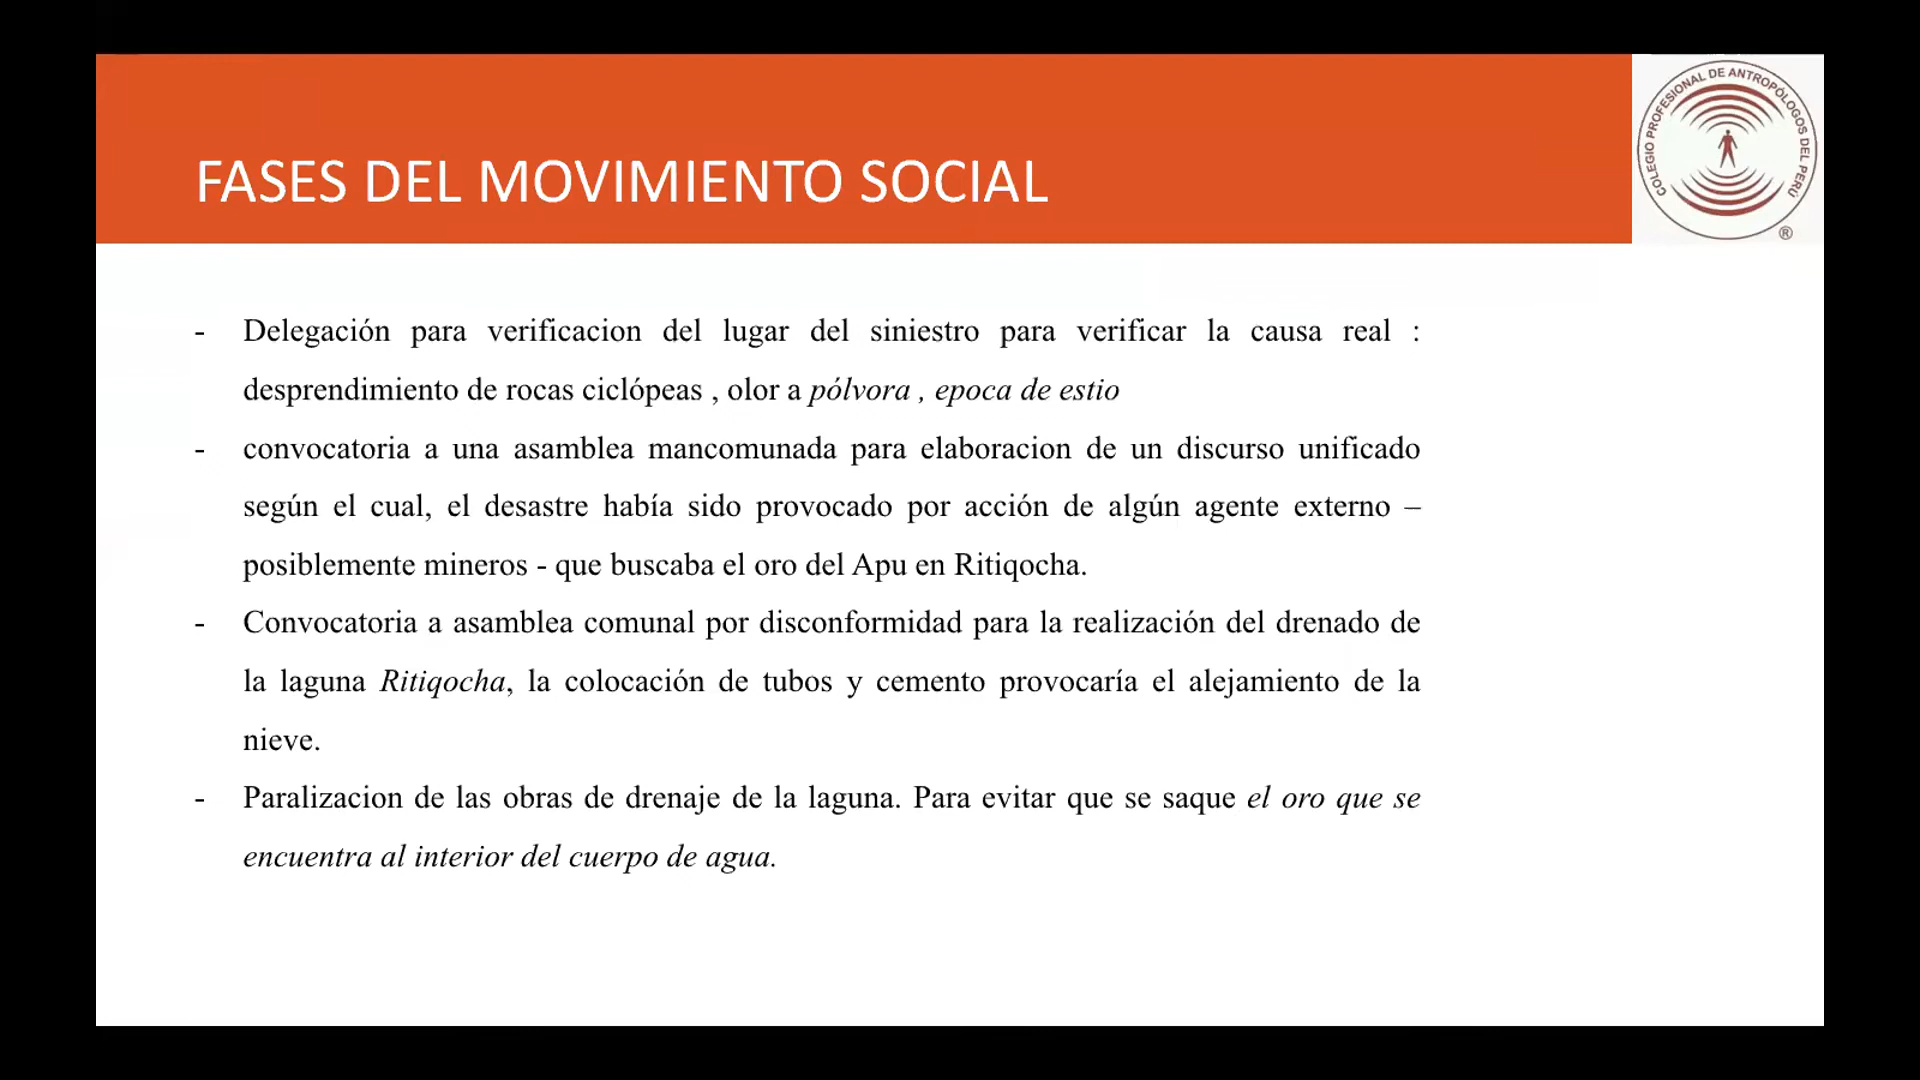 FASES DEL MOVIMIENTO SOCIAL
COLEGIO PROFESIONAL DE ANTROPÓLOGOS DEL PERÚ
®
- Delegación para verificacion del lugar del siniestro para verificar la causa real :
desprendimiento de rocas ciclópeas , olor a pólvora , epoca de estio
- convocatoria a una asamblea mancomunada para elaboracion de un discurso unificado
según el cual, el desastre había sido provocado por acción de algún agente externo –
posiblemente mineros - que buscaba el oro del Apu en Ritiqocha.
- Convocatoria a asamblea comunal por disconformidad para la realización del drenado de
la laguna Ritiqocha, la colocación de tubos y cemento provocaría el alejamiento de la
nieve.
- Paralizacion de las obras de drenaje de la laguna. Para evitar que se saque el oro que se
encuentra al interior del cuerpo de agua.